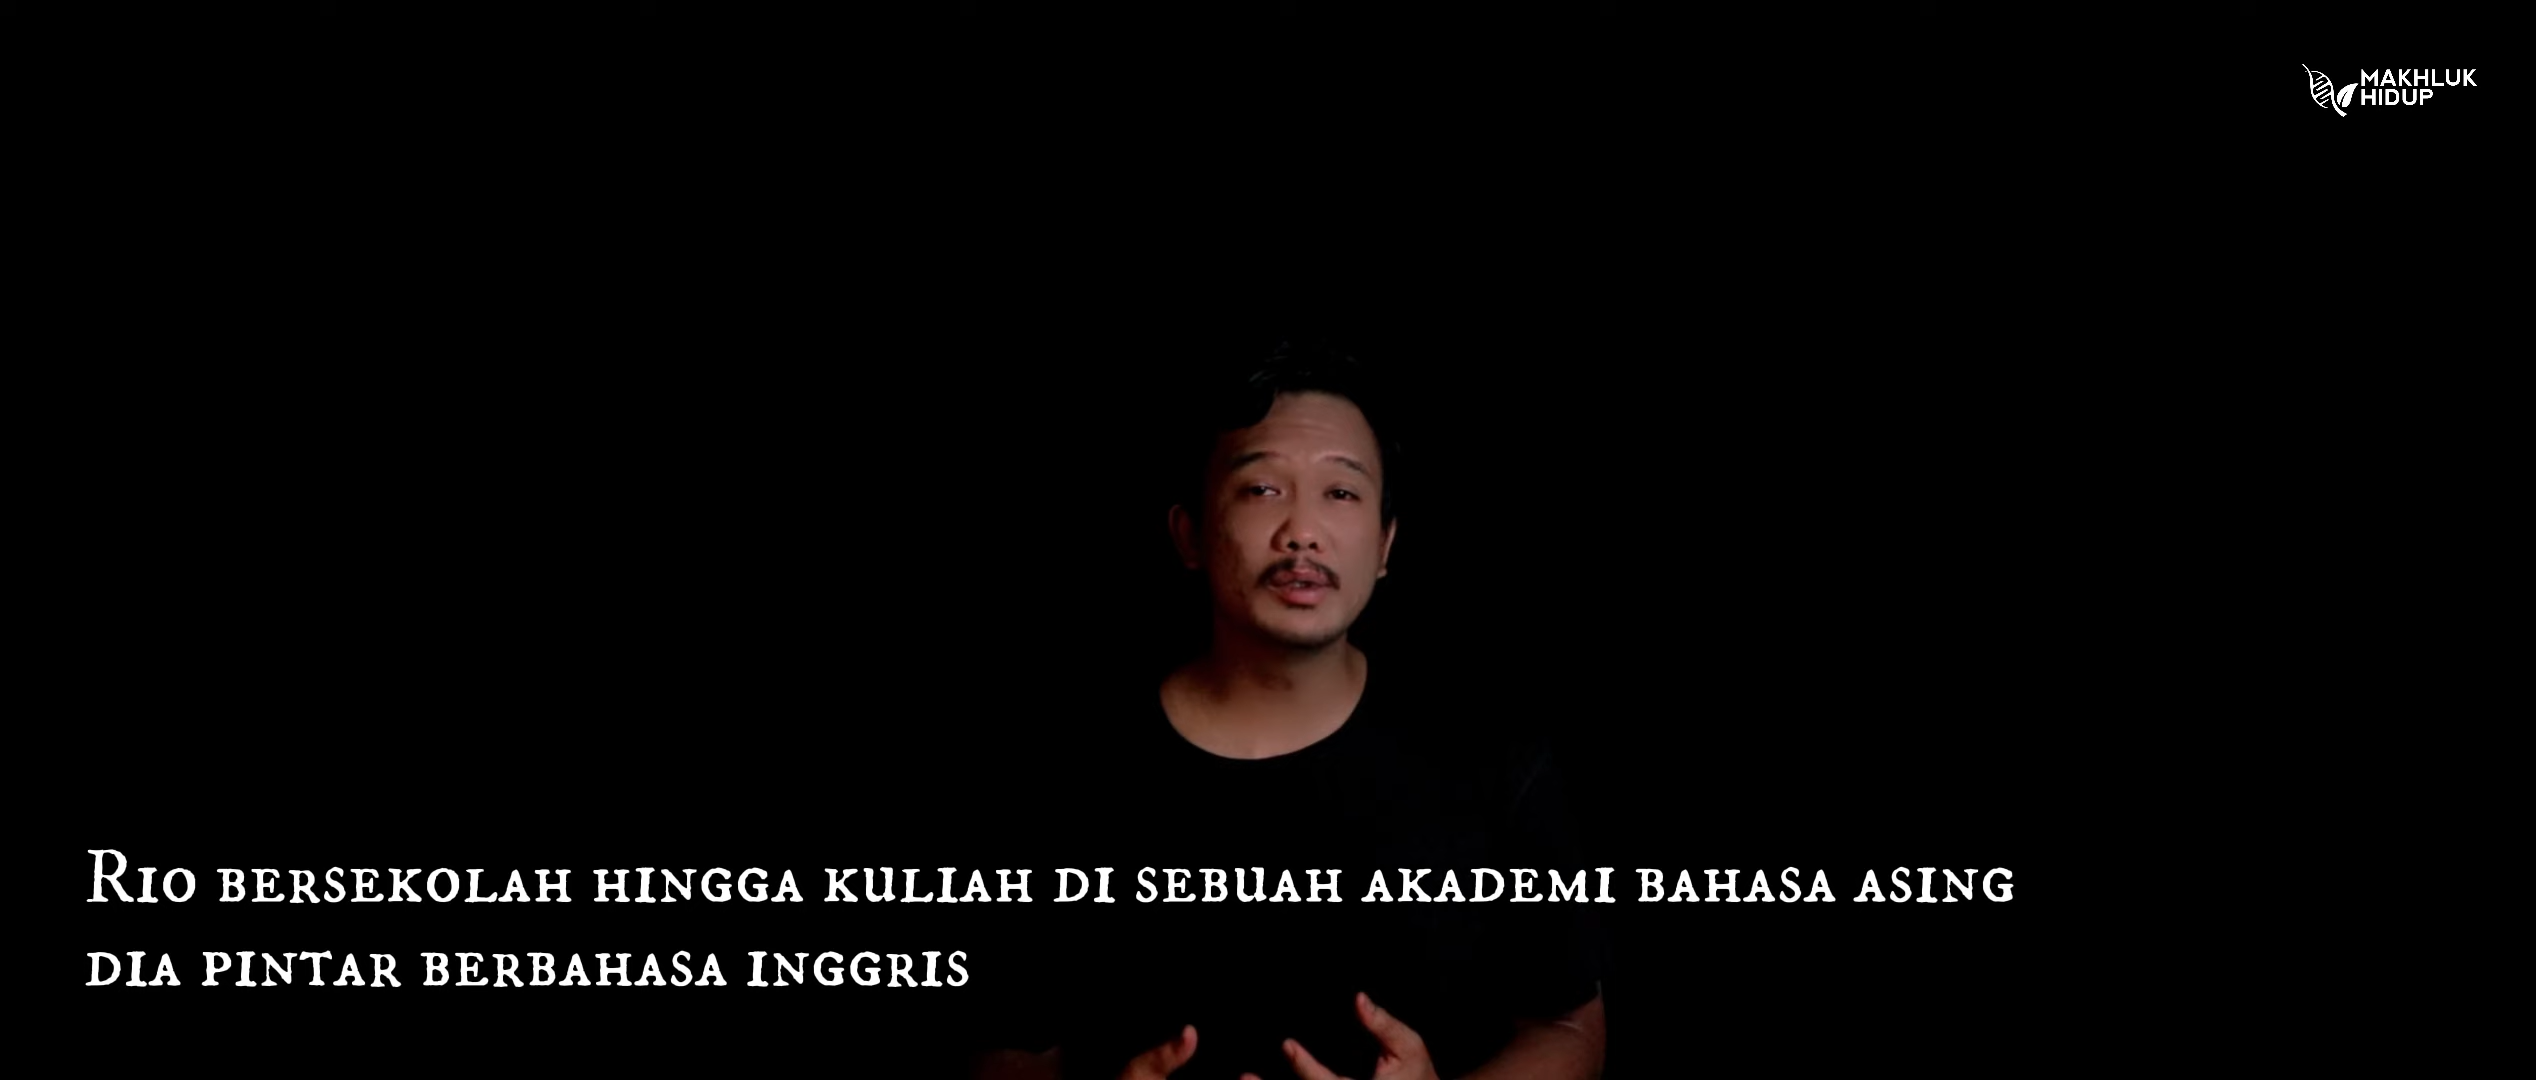 MAKHLUK
HIDUP
Rio bersekolah hingga kuliah di sebuah akademi bahasa asing
dia pintar berbahasa inggris